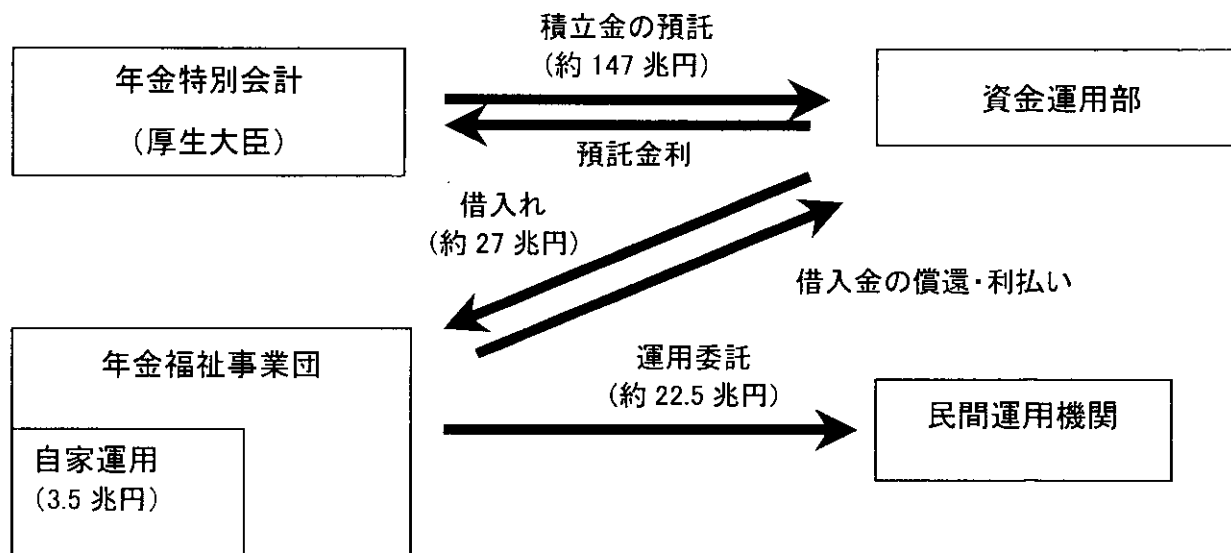 積立金の預託
(約 147 兆円)
年金特別会計
(厚生大臣)
資金運用部
預託金利
借入れ
(約 27 兆円)
借入金の償還・利払い
年金福祉事業団
運用委託
(約 22.5 兆円)
民間運用機関
自家運用
(3.5 兆円)